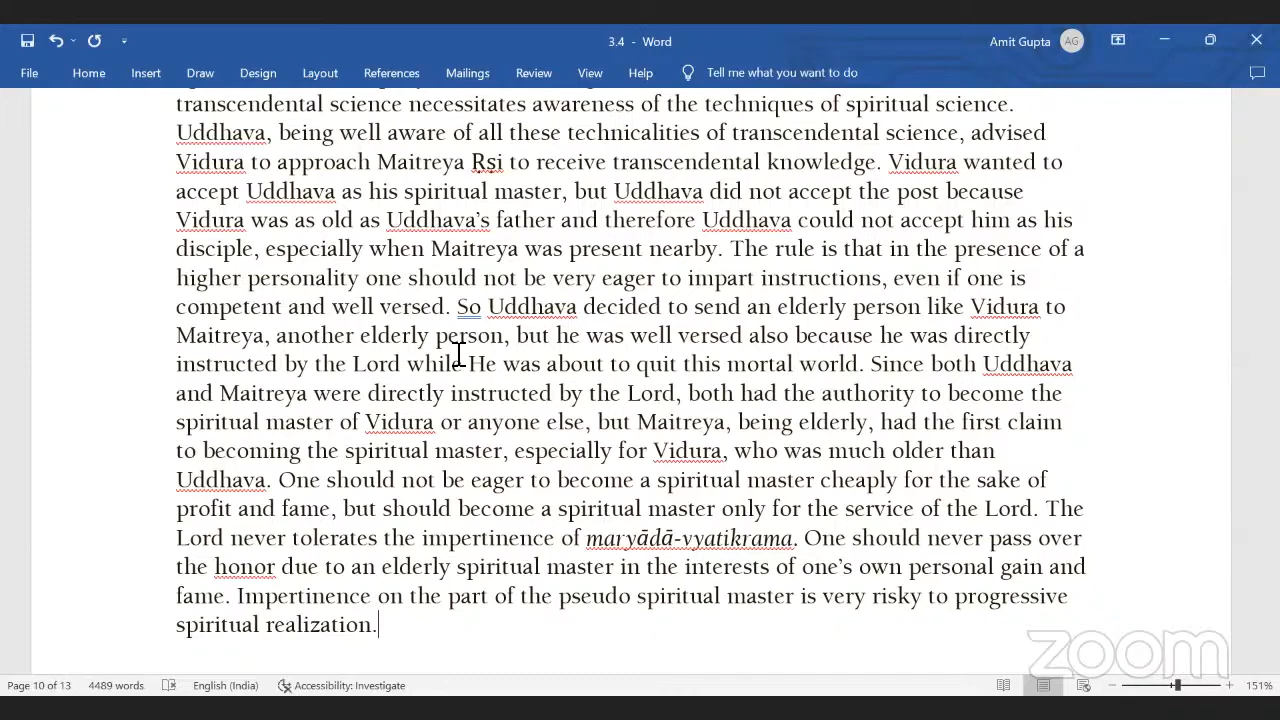 3.4 - Word
Amit Gupta
AG
File Home Insert Draw Design Layout References Mailings Review View Help Tell me what you want to do
transcendental science necessitates awareness of the techniques of spiritual science.
Uddhava, being well aware of all these technicalities of transcendental science, advised
Vidura to approach Maitreya Ṛṣi to receive transcendental knowledge. Vidura wanted to
accept Uddhava as his spiritual master, but Uddhava did not accept the post because
Vidura was as old as Uddhava’s father and therefore Uddhava could not accept him as his
disciple, especially when Maitreya was present nearby. The rule is that in the presence of a
higher personality one should not be very eager to impart instructions, even if one is
competent and well versed. So Uddhava decided to send an elderly person like Vidura to
Maitreya, another elderly person, but he was well versed also because he was directly
instructed by the Lord while He was about to quit this mortal world. Since both Uddhava
and Maitreya were directly instructed by the Lord, both had the authority to become the
spiritual master of Vidura or anyone else, but Maitreya, being elderly, had the first claim
to becoming the spiritual master, especially for Vidura, who was much older than
Uddhava. One should not be eager to become a spiritual master cheaply for the sake of
profit and fame, but should become a spiritual master only for the service of the Lord. The
Lord never tolerates the impertinence of maryādā-vyatikrama. One should never pass over
the honor due to an elderly spiritual master in the interests of one’s own personal gain and
fame. Impertinence on the part of the pseudo spiritual master is very risky to progressive
spiritual realization.
zoom
Page 10 of 13 4489 words English (India) Accessibility: Investigate 151%